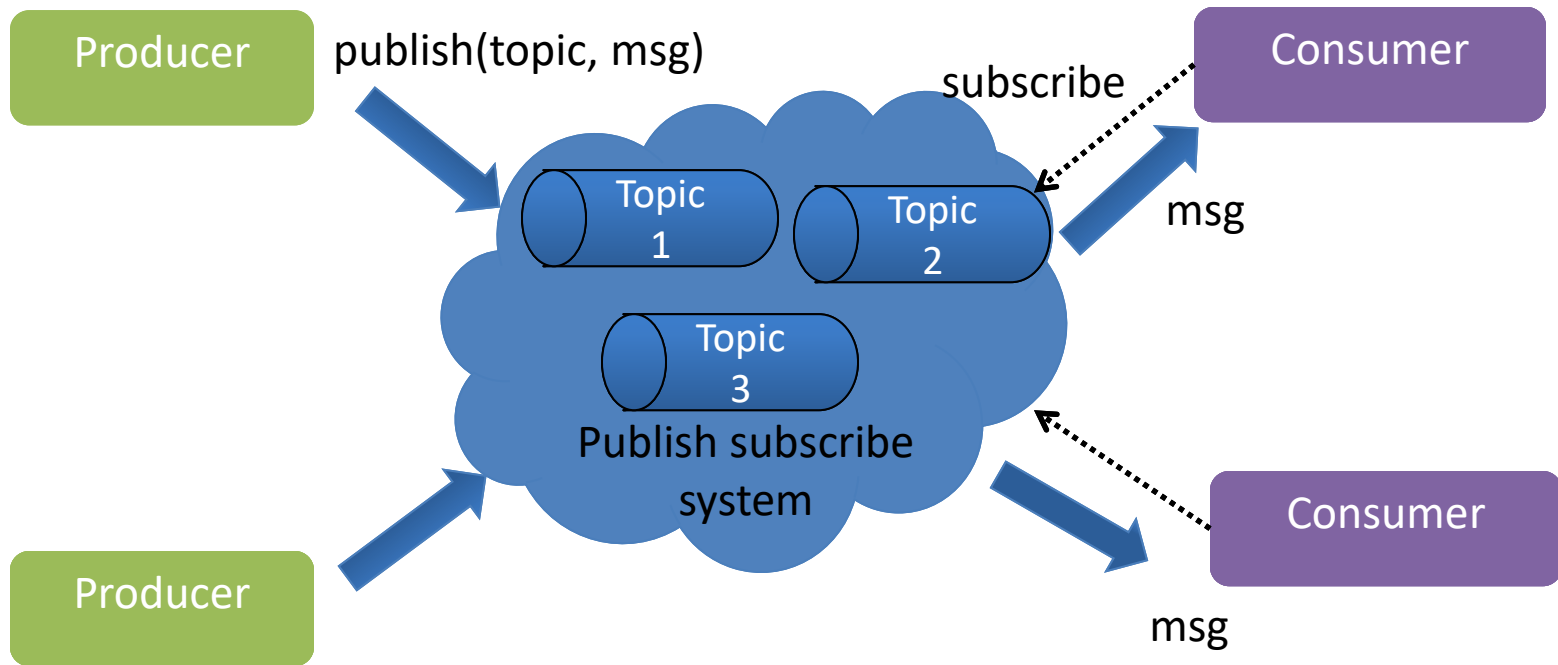 Producer
publish(topic, msg)
Consumer
subscribe
Topic
1
Topic
2
msg
Topic
3
Publish subscribe
system
Consumer
Producer
msg